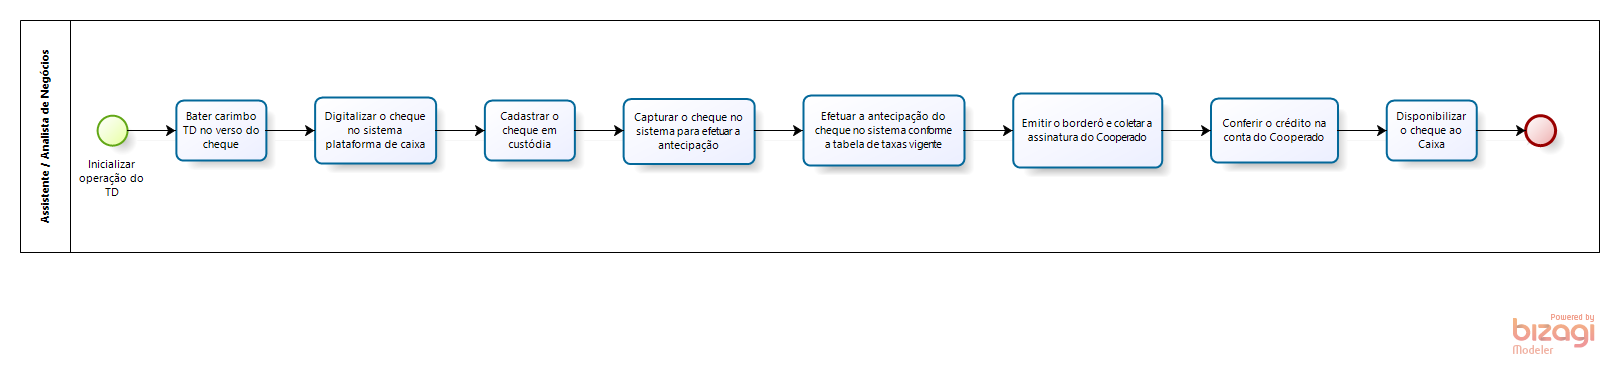 Assistente / Analista de Negócios
Inicializar
operação do
TD
Bater carimbo
TD no verso do
cheque
Digitalizar o cheque
no sistema
plataforma de caixa
Cadastrar o
cheque em
custódia
Capturar o cheque no
sistema para efetuar a
antecipação
Efetuar a antecipação do
cheque no sistema conforme
a tabela de taxas vigente
Emitir o borderô e coletar a
assinatura do Cooperado
Conferir o crédito na
conta do Cooperado
Disponibilizar
o cheque ao
Caixa
Powered by
bizagi
Modeler